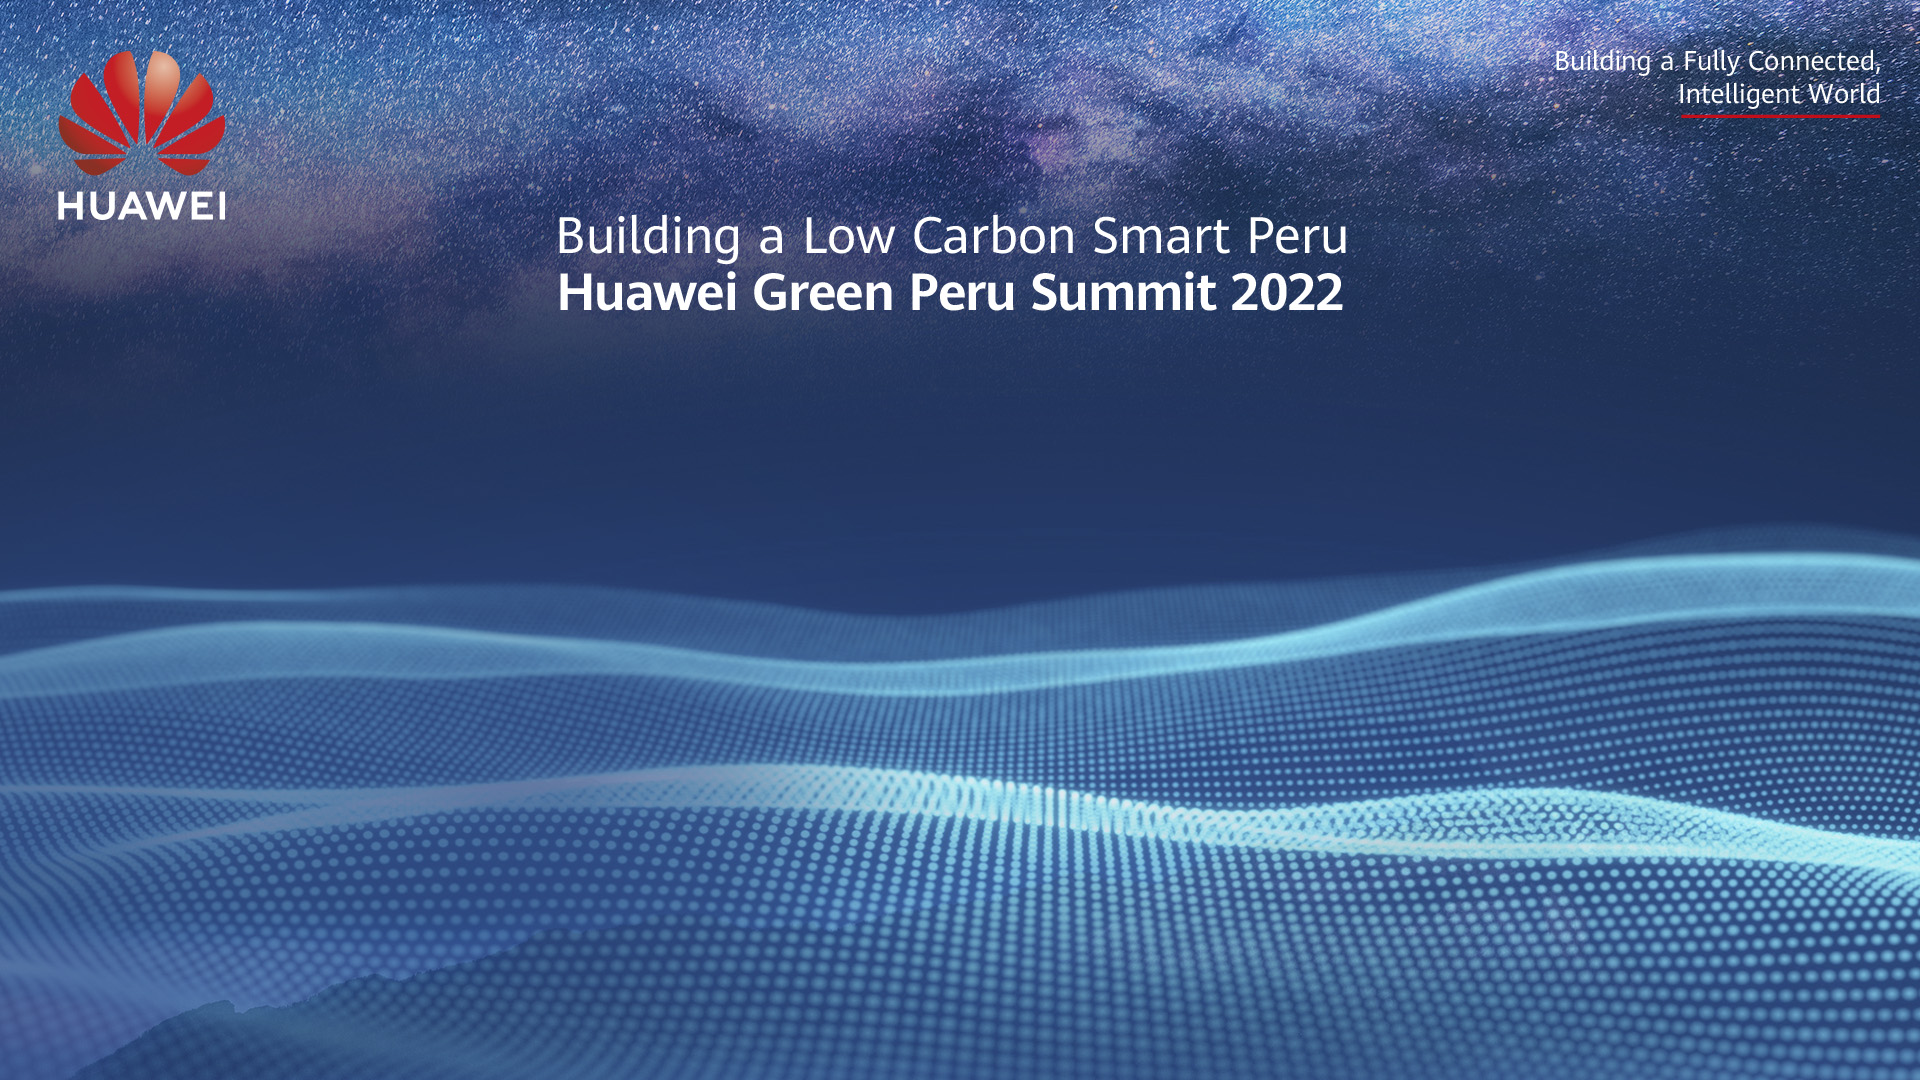 HUAWEI
Building a Fully Connected,
Intelligent World
Building a Low Carbon Smart Peru
Huawei Green Peru Summit 2022